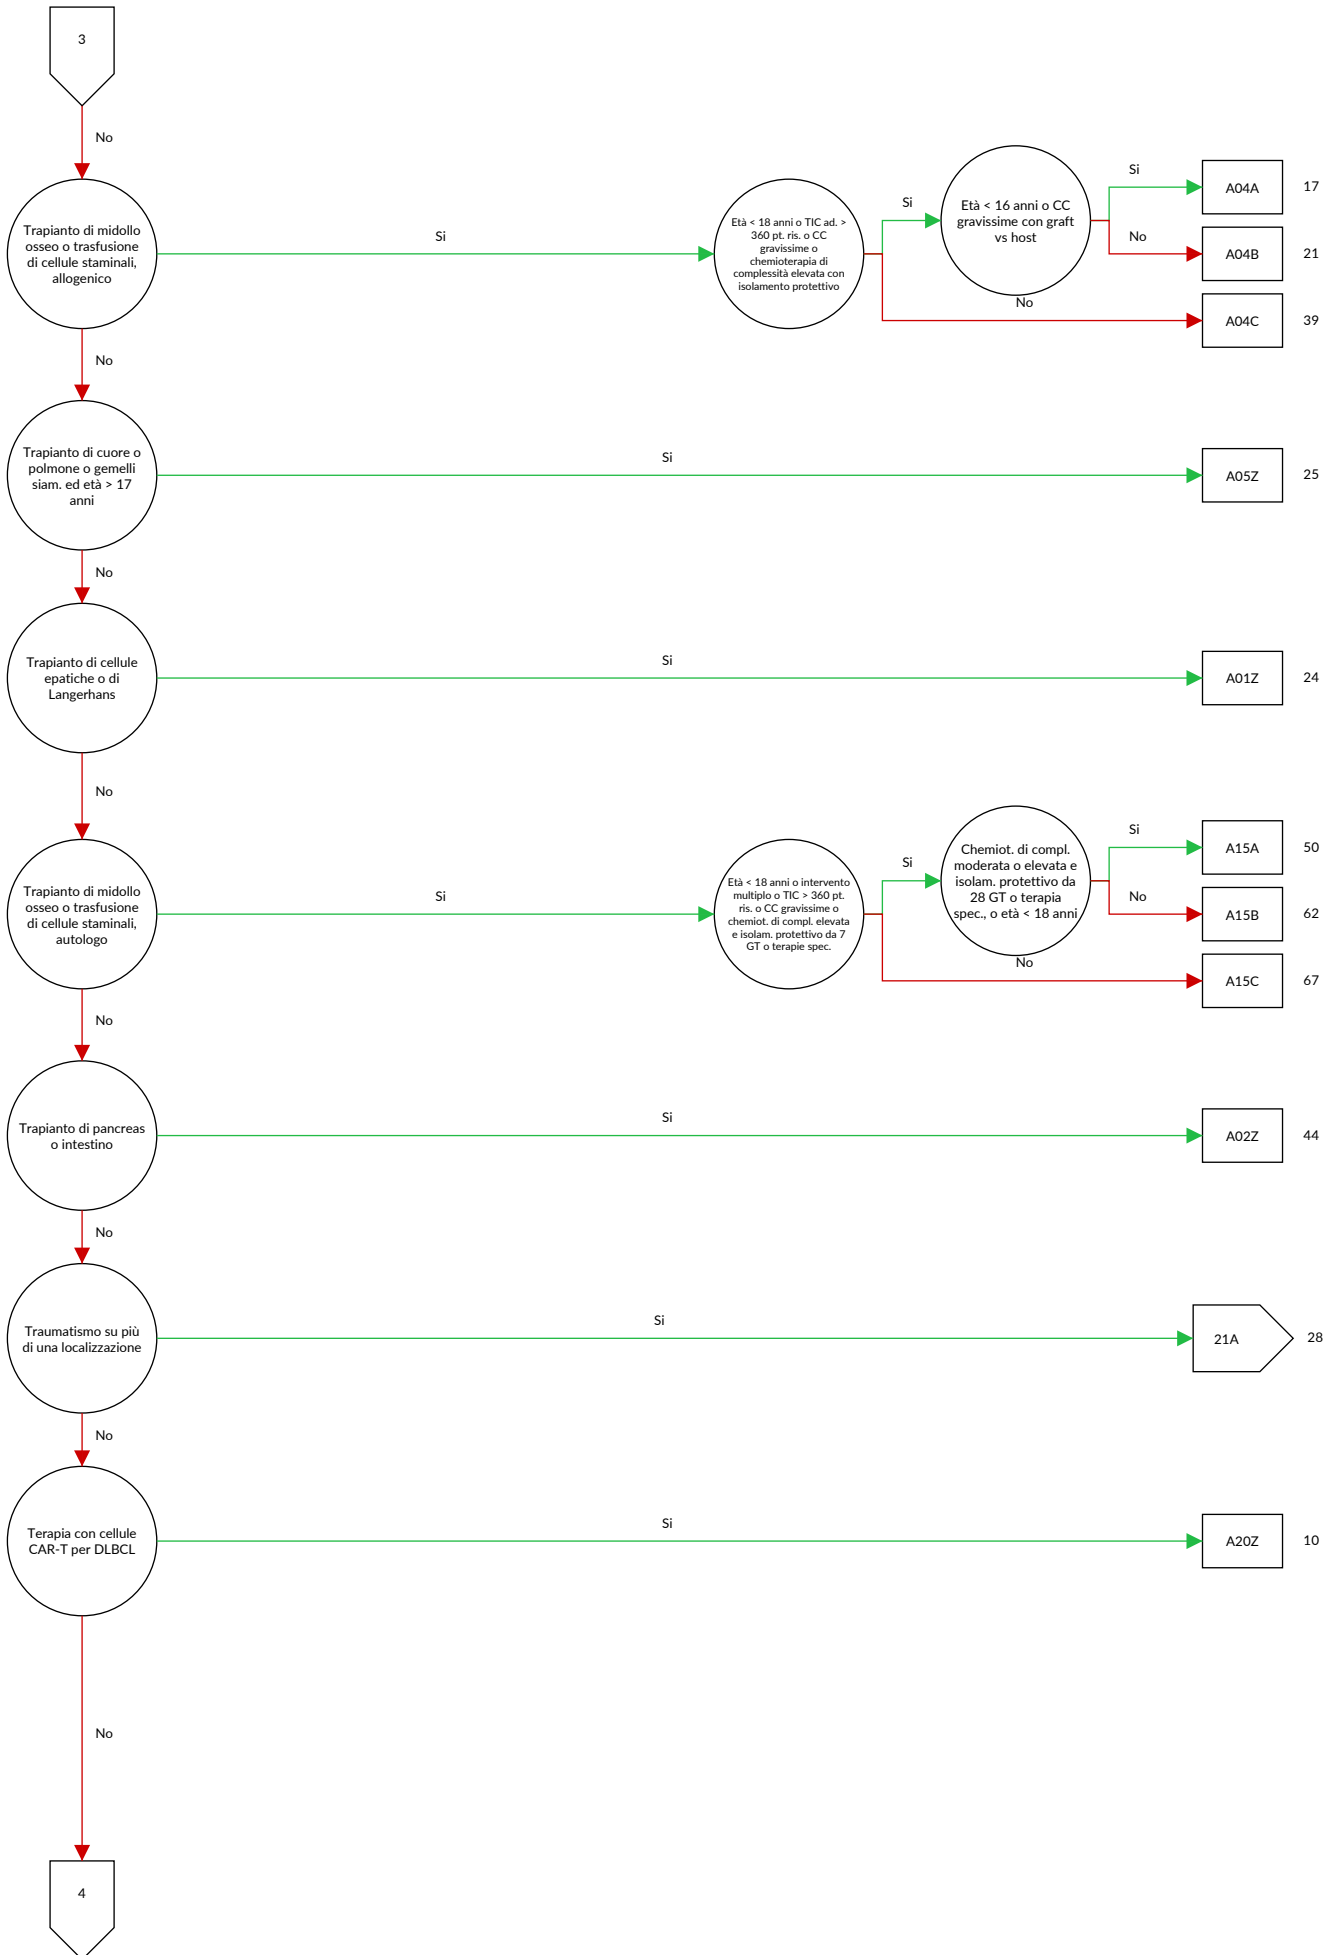 3
No
Trapianto di midollo
osseo o trasfusione
di cellule staminali,
allogenico
Si
Età < 18 anni o TIC ad. >
360 pt. ris. o CC
gravissime o
chemioterapia di
complessità elevata con
isolamento protettivo
Si
Età < 16 anni o CC
gravissime con graft
vs host
Si
A04A
17
No
A04B
21
No
A04C
39
No
Trapianto di cuore o
polmone o gemelli
siam. ed età > 17
anni
Si
A05Z
25
No
Trapianto di cellule
epatiche o di
Langerhans
Si
A01Z
24
No
Trapianto di midollo
osseo o trasfusione
di cellule staminali,
autologo
Si
Età < 18 anni o intervento
multiplo o TIC > 360 pt.
ris. o CC gravissime o
chemiot. di compl. elevata
e isolam. protettivo da 7
GT o terapie spec.
Si
Chemiot. di compl.
moderata o elevata e
isolam. protettivo da
28 GT o terapia
spec., o età < 18 anni
Si
A15A
50
No
A15B
62
No
A15C
67
No
Trapianto di pancreas
o intestino
Si
A02Z
44
No
Traumatismo su più
di una localizzazione
Si
21A
28
No
Terapia con cellule
CAR-T per DLBCL
Si
A20Z
10
No
4